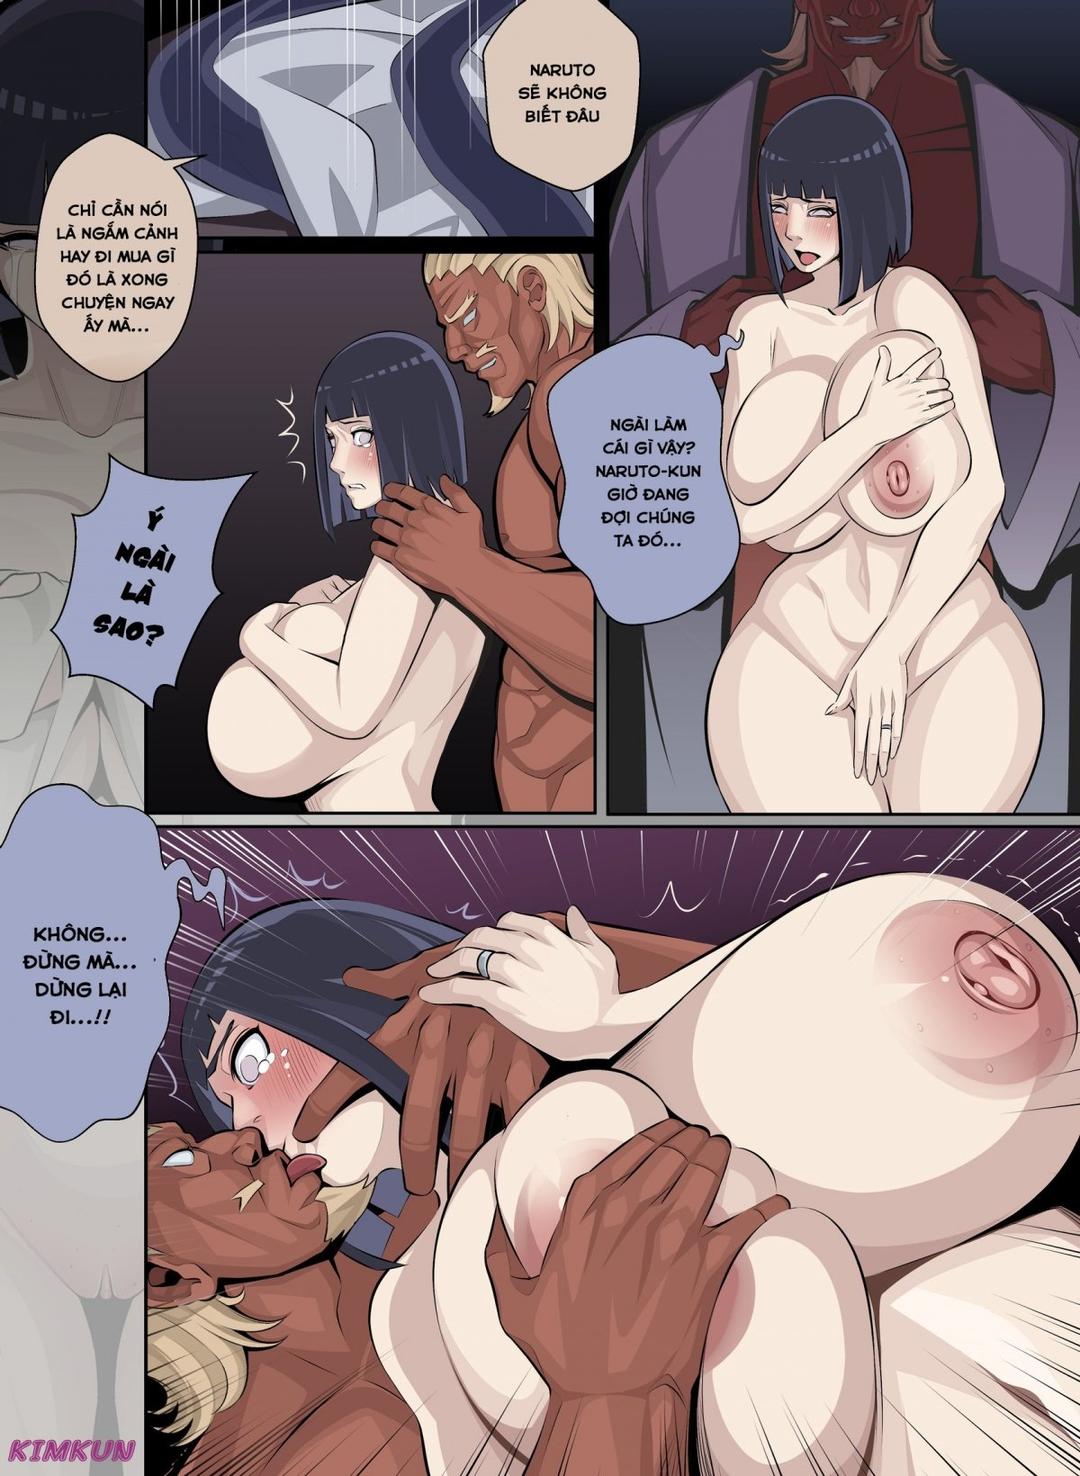 NARUTO
SẼ KHÔNG
BIẾT ĐÂU
CHỈ CẦN NÓI
LÀ NGẮM CẢNH
HAY ĐI MUA GÌ
ĐÓ LÀ XONG
CHUYỆN NGAY
ẤY MÀ...
NGÀI LÀM
CÁI GÌ VẬY?
NARUTO-KUN
GIỜ ĐANG
ĐỢI CHÚNG
TA ĐÓ...
Ý
NGÀI
LÀ
SAO?
KHÔNG...
ĐỪNG MÀ...
DỪNG LẠI
ĐI...!!
KIMKUN